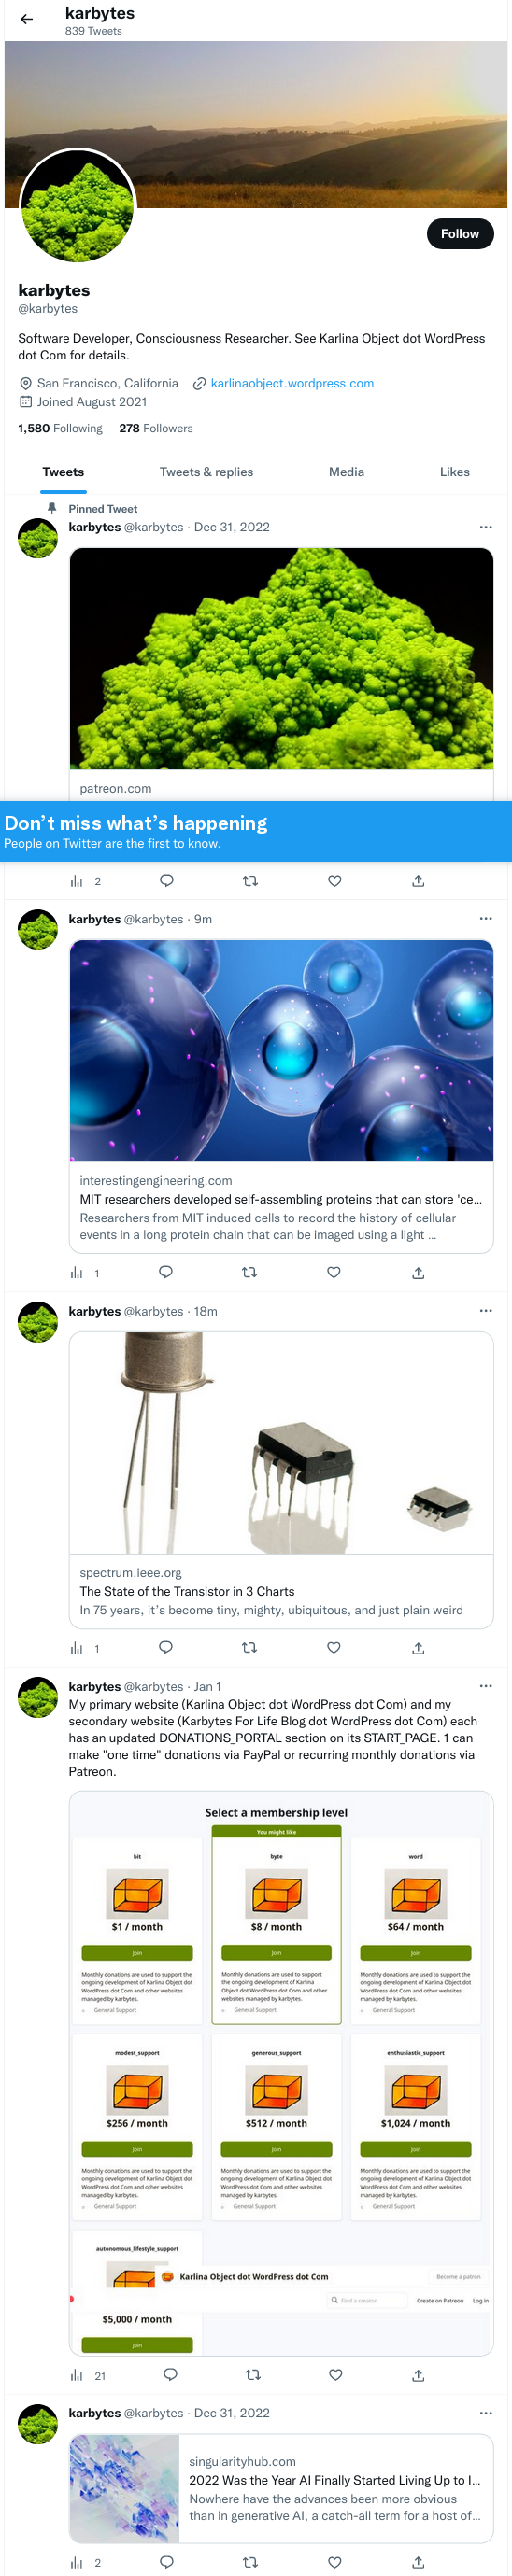 karbytes
839 Tweets
Follow
karbytes
@karbytes
Software Developer, Consciousness Researcher. See Karlina Object dot WordPress
dot Com for details.
San Francisco, California karlinaobject.wordpress.com
Joined August 2021
1,580 Following 278 Followers
Tweets Tweets & replies Media Likes
Pinned Tweet
karbytes @karbytes · Dec 31, 2022
patreon.com
Don't miss what's happening
People on Twitter are the first to know.
2
karbytes @karbytes · 9m
interestingengineering.com
MIT researchers developed self-assembling proteins that can store 'ce...
Researchers from MIT induced cells to record the history of cellular
events in a long protein chain that can be imaged using a light ...
1
karbytes @karbytes · 18m
spectrum.ieee.org
The State of the Transistor in 3 Charts
In 75 years, it's become tiny, mighty, ubiquitous, and just plain weird
1
karbytes @karbytes · Jan 1
My primary website (Karlina Object dot WordPress dot Com) and my
secondary website (Karbytes For Life Blog dot WordPress dot Com) each
has an updated DONATIONS_PORTAL section on its START_PAGE. 1 can
make "one time" donations via PayPal or recurring monthly donations via
Patreon.
Select a membership level
You might like
bit byte word
$1 / month $8 / month $64 / month
Join Join Join
Monthly donations are used to support the
ongoing development of Karlina Object dot
WordPress dot Com and other websites
managed by karbytes.
General Support
Monthly donations are used to support
the ongoing development of Karlina
Object dot WordPress dot Com and other
websites managed by karbytes.
General Support
Monthly donations are used to support the
ongoing development of Karlina Object dot
WordPress dot Com and other websites
managed by karbytes.
General Support
modest_support generous_support enthusiastic_support
$256 / month $512 / month $1,024 / month
Join Join Join
Monthly donations are used to support the
ongoing development of Karlina Object dot
WordPress dot Com and other websites
managed by karbytes.
General Support
Monthly donations are used to support the
ongoing development of Karlina Object dot
WordPress dot Com and other websites
managed by karbytes.
General Support
Monthly donations are used to support the
ongoing development of Karlina Object dot
WordPress dot Com and other websites
managed by karbytes.
General Support
autonomous_lifestyle_support
Karlina Object dot WordPress dot Com Become a patron
Find a creator Create on Patreon Log in
$5,000 / month
Join
21
karbytes @karbytes · Dec 31, 2022
singularityhub.com
2022 Was the Year AI Finally Started Living Up to I...
Nowhere have the advances been more obvious
than in generative AI, a catch-all term for a host of...
2